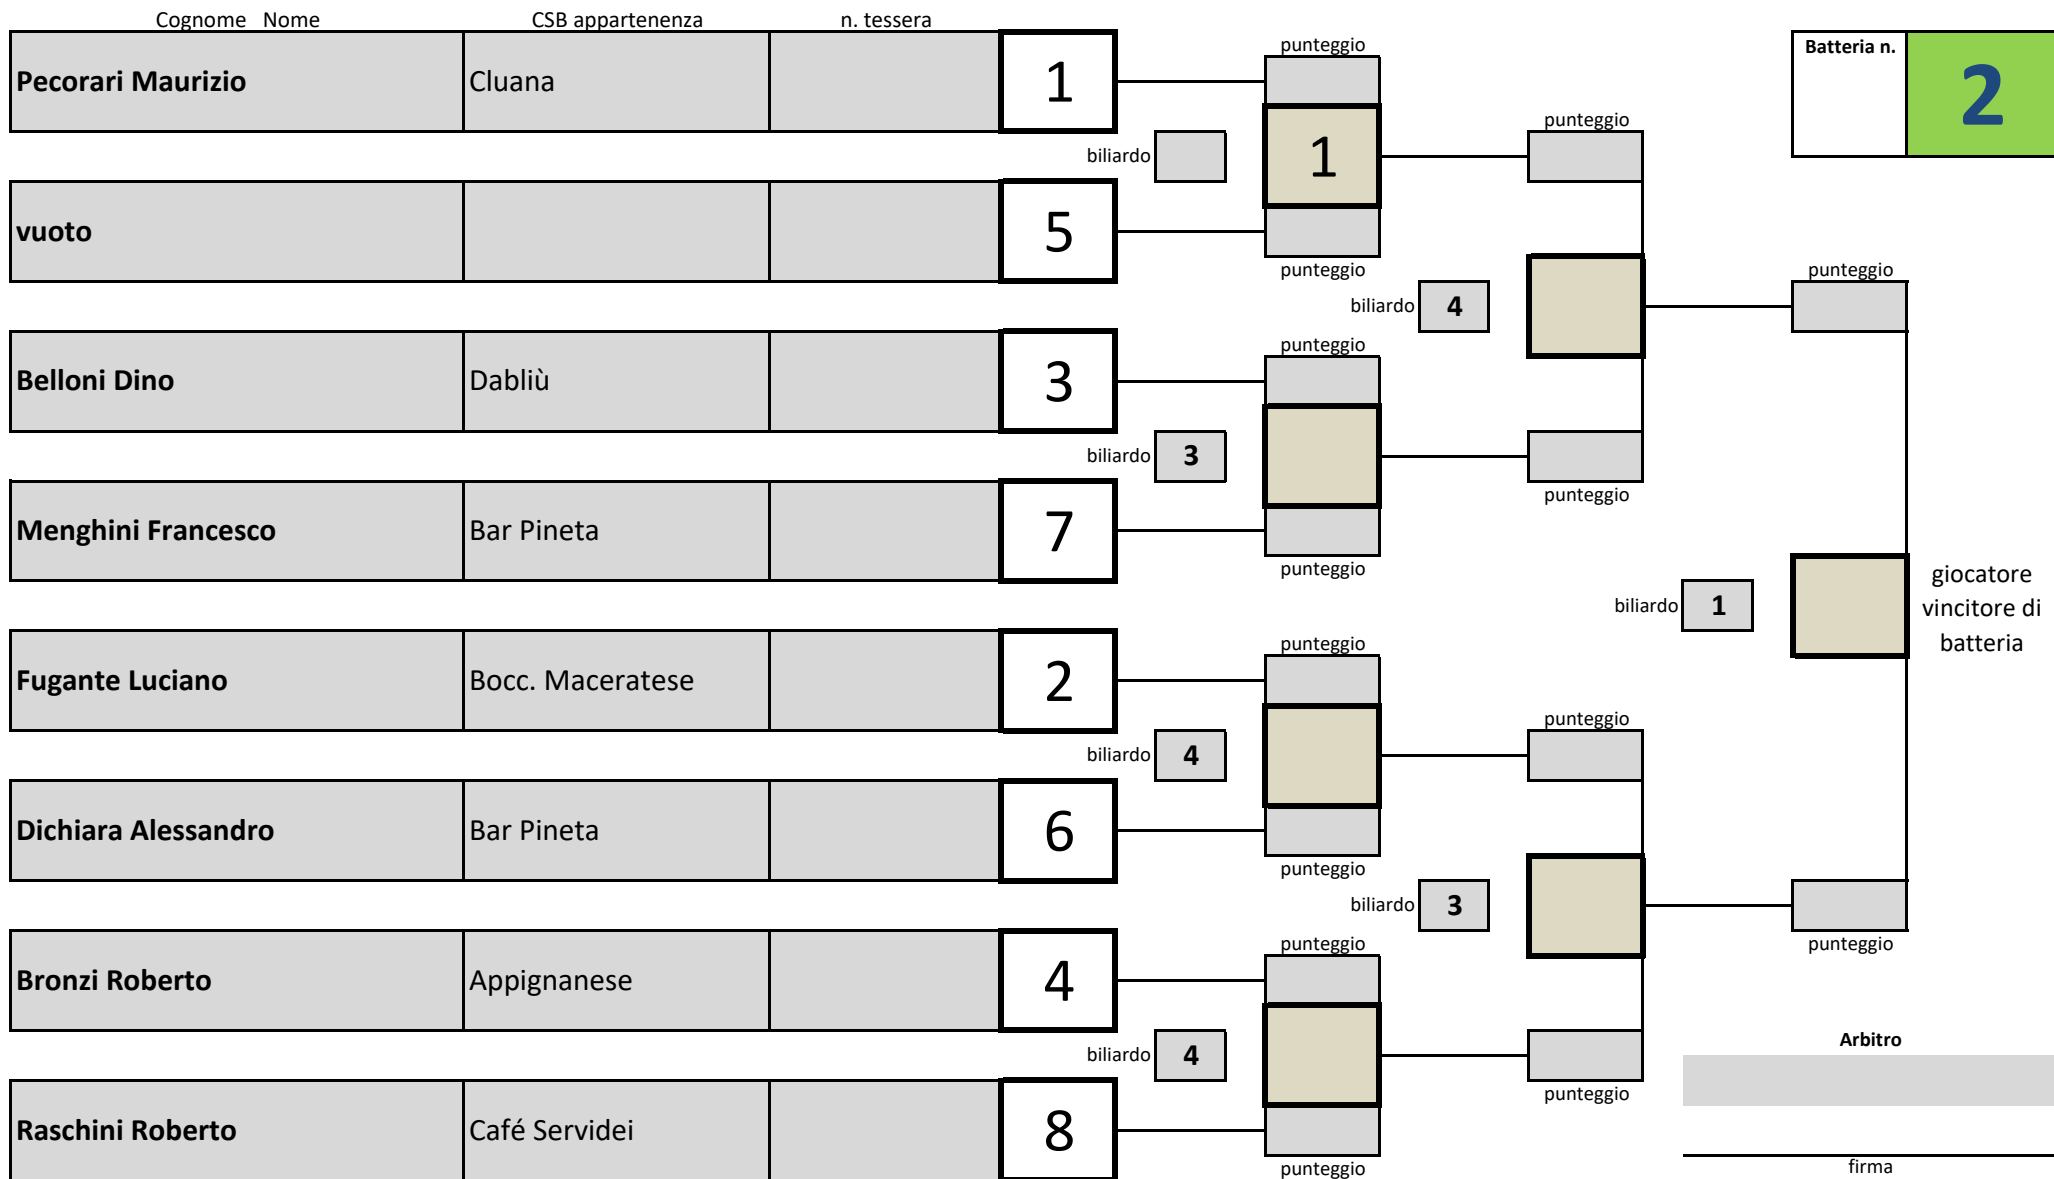 Cognome Nome CSB appartenenza n. tessera
Pecorari Maurizio Cluana 1 punteggio Batteria n. 2
biliardo 1 punteggio
vuoto 5 punteggio
biliardo 4 punteggio
Belloni Dino Dabliù 3 punteggio
biliardo 3
Menghini Francesco Bar Pineta 7 punteggio
punteggio
biliardo 1 giocatore
vincitore di
batteria
Fugante Luciano Bocc. Maceratese 2 punteggio
biliardo 4 punteggio
Dichiara Alessandro Bar Pineta 6 punteggio
biliardo 3
Bronzi Roberto Appignanese 4 punteggio punteggio
biliardo 4 Arbitro
punteggio
Raschini Roberto Café Servidei 8 punteggio
firma